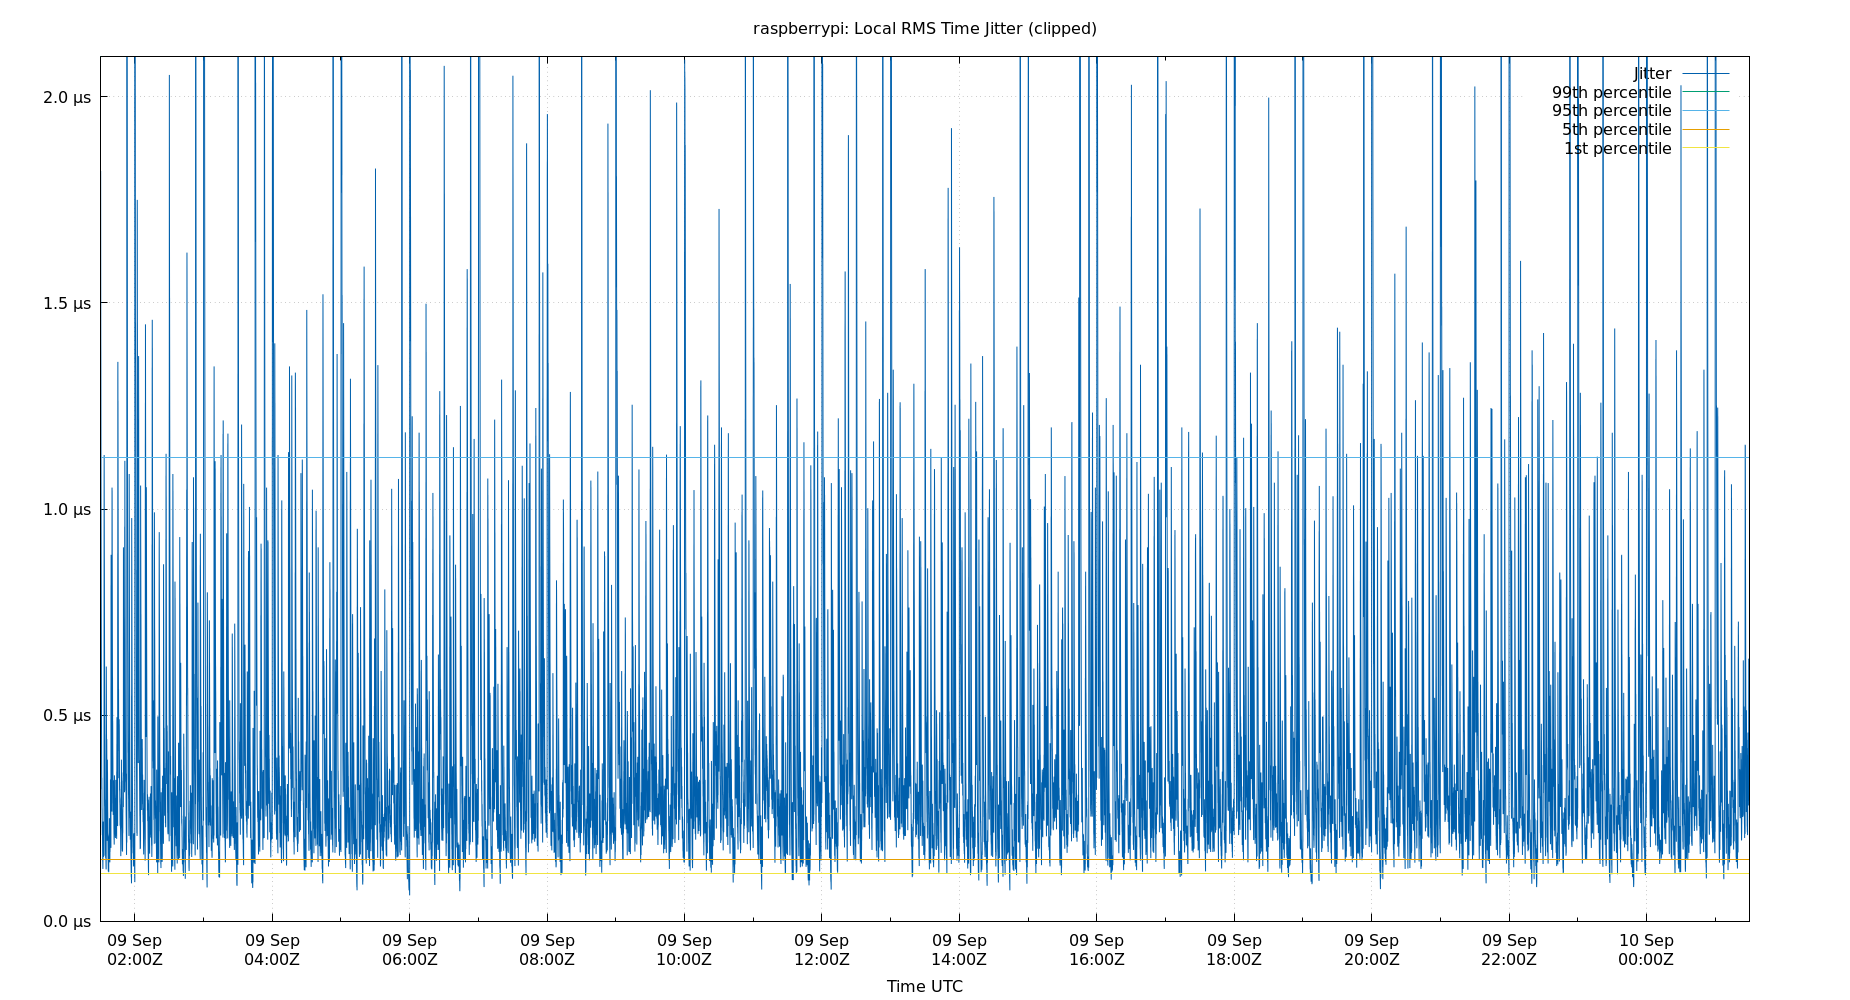 raspberrypi: Local RMS Time Jitter (clipped)
Jitter
99th percentile
95th percentile
5th percentile
1st percentile
2.0 µs
1.5 µs
1.0 µs
0.5 µs
0.0 µs
09 Sep 09 Sep 09 Sep 09 Sep 09 Sep 09 Sep 09 Sep 09 Sep 09 Sep 09 Sep 09 Sep 10 Sep
02:00Z 04:00Z 06:00Z 08:00Z 10:00Z 12:00Z 14:00Z 16:00Z 18:00Z 20:00Z 22:00Z 00:00Z
Time UTC